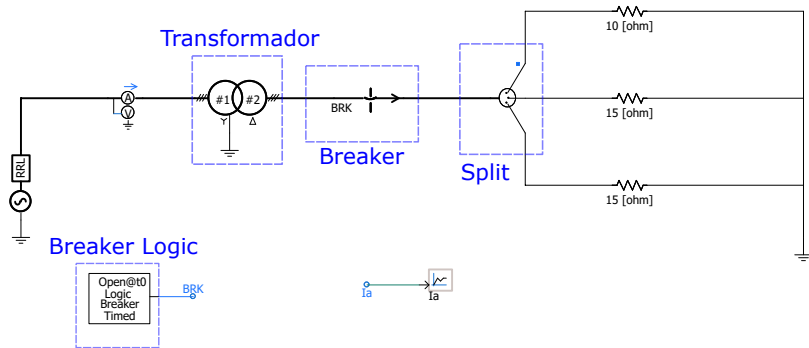 10 [ohm]
Transformador
A
#1
#2
V
BRK
15 [ohm]
Breaker
Split
RRL
15 [ohm]
Breaker Logic
Open@t0
Logic
Breaker
Timed
BRK
Ia
Ia